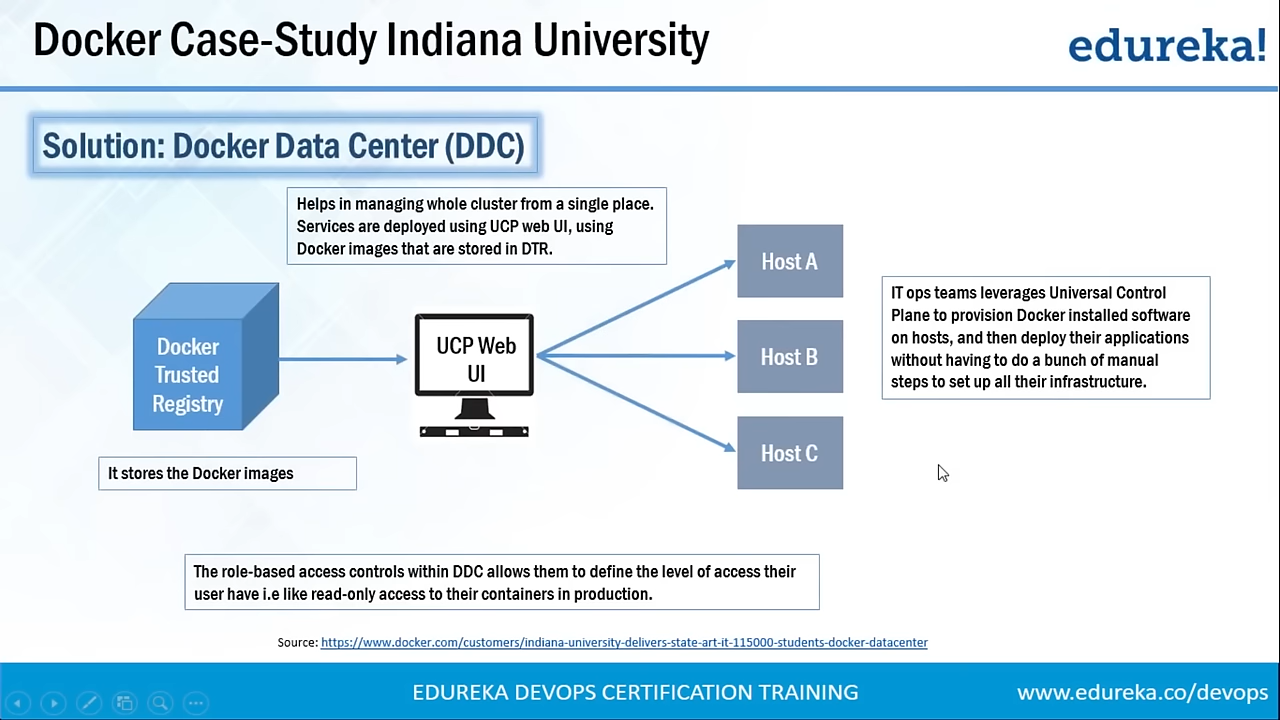 Docker Case-Study Indiana University
edureka!
Solution: Docker Data Center (DDC)
Helps in managing whole cluster from a single place.
Services are deployed using UCP web UI, using
Docker images that are stored in DTR.
Docker
Trusted
Registry
UCP Web
UI
Host A
Host B
Host C
IT ops teams leverages Universal Control
Plane to provision Docker installed software
on hosts, and then deploy their applications
without having to do a bunch of manual
steps to set up all their infrastructure.
It stores the Docker images
The role-based access controls within DDC allows them to define the level of access their
user have i.e like read-only access to their containers in production.
Source: https://www.docker.com/customers/indiana-university-delivers-state-art-it-115000-students-docker-datacenter
EDUREKA DEVOPS CERTIFICATION TRAINING
www.edureka.co/devops